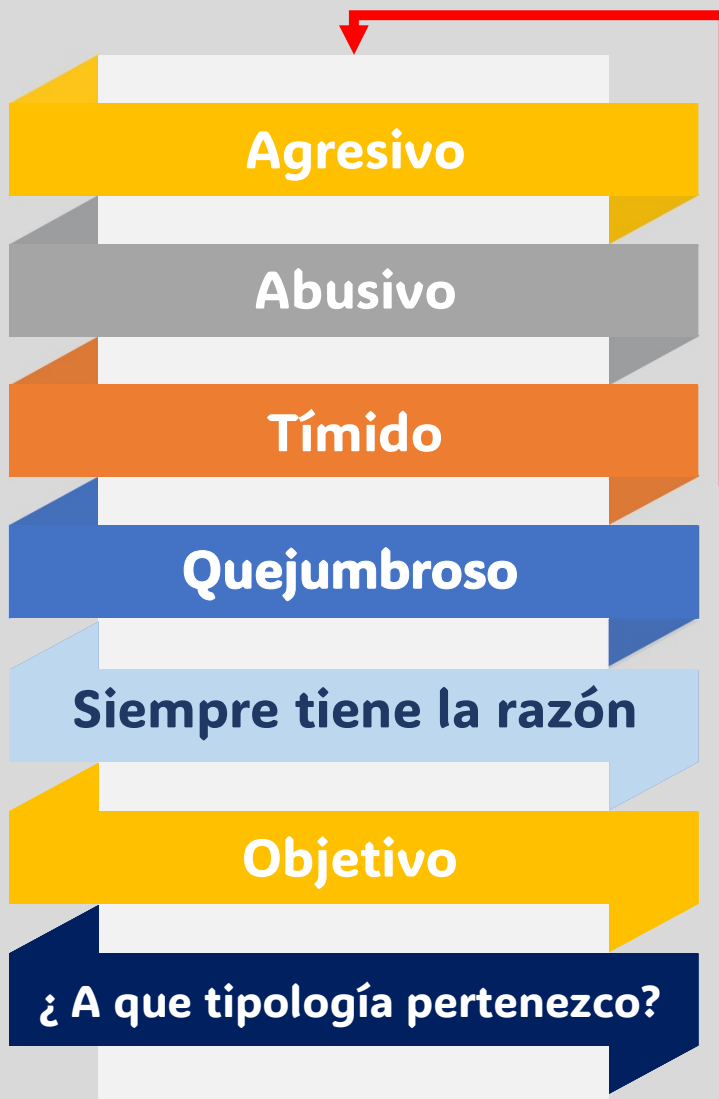 Agresivo
Abusivo
Tímido
Quejumbroso
Siempre tiene la razón
Objetivo
¿ A que tipología pertenezco?